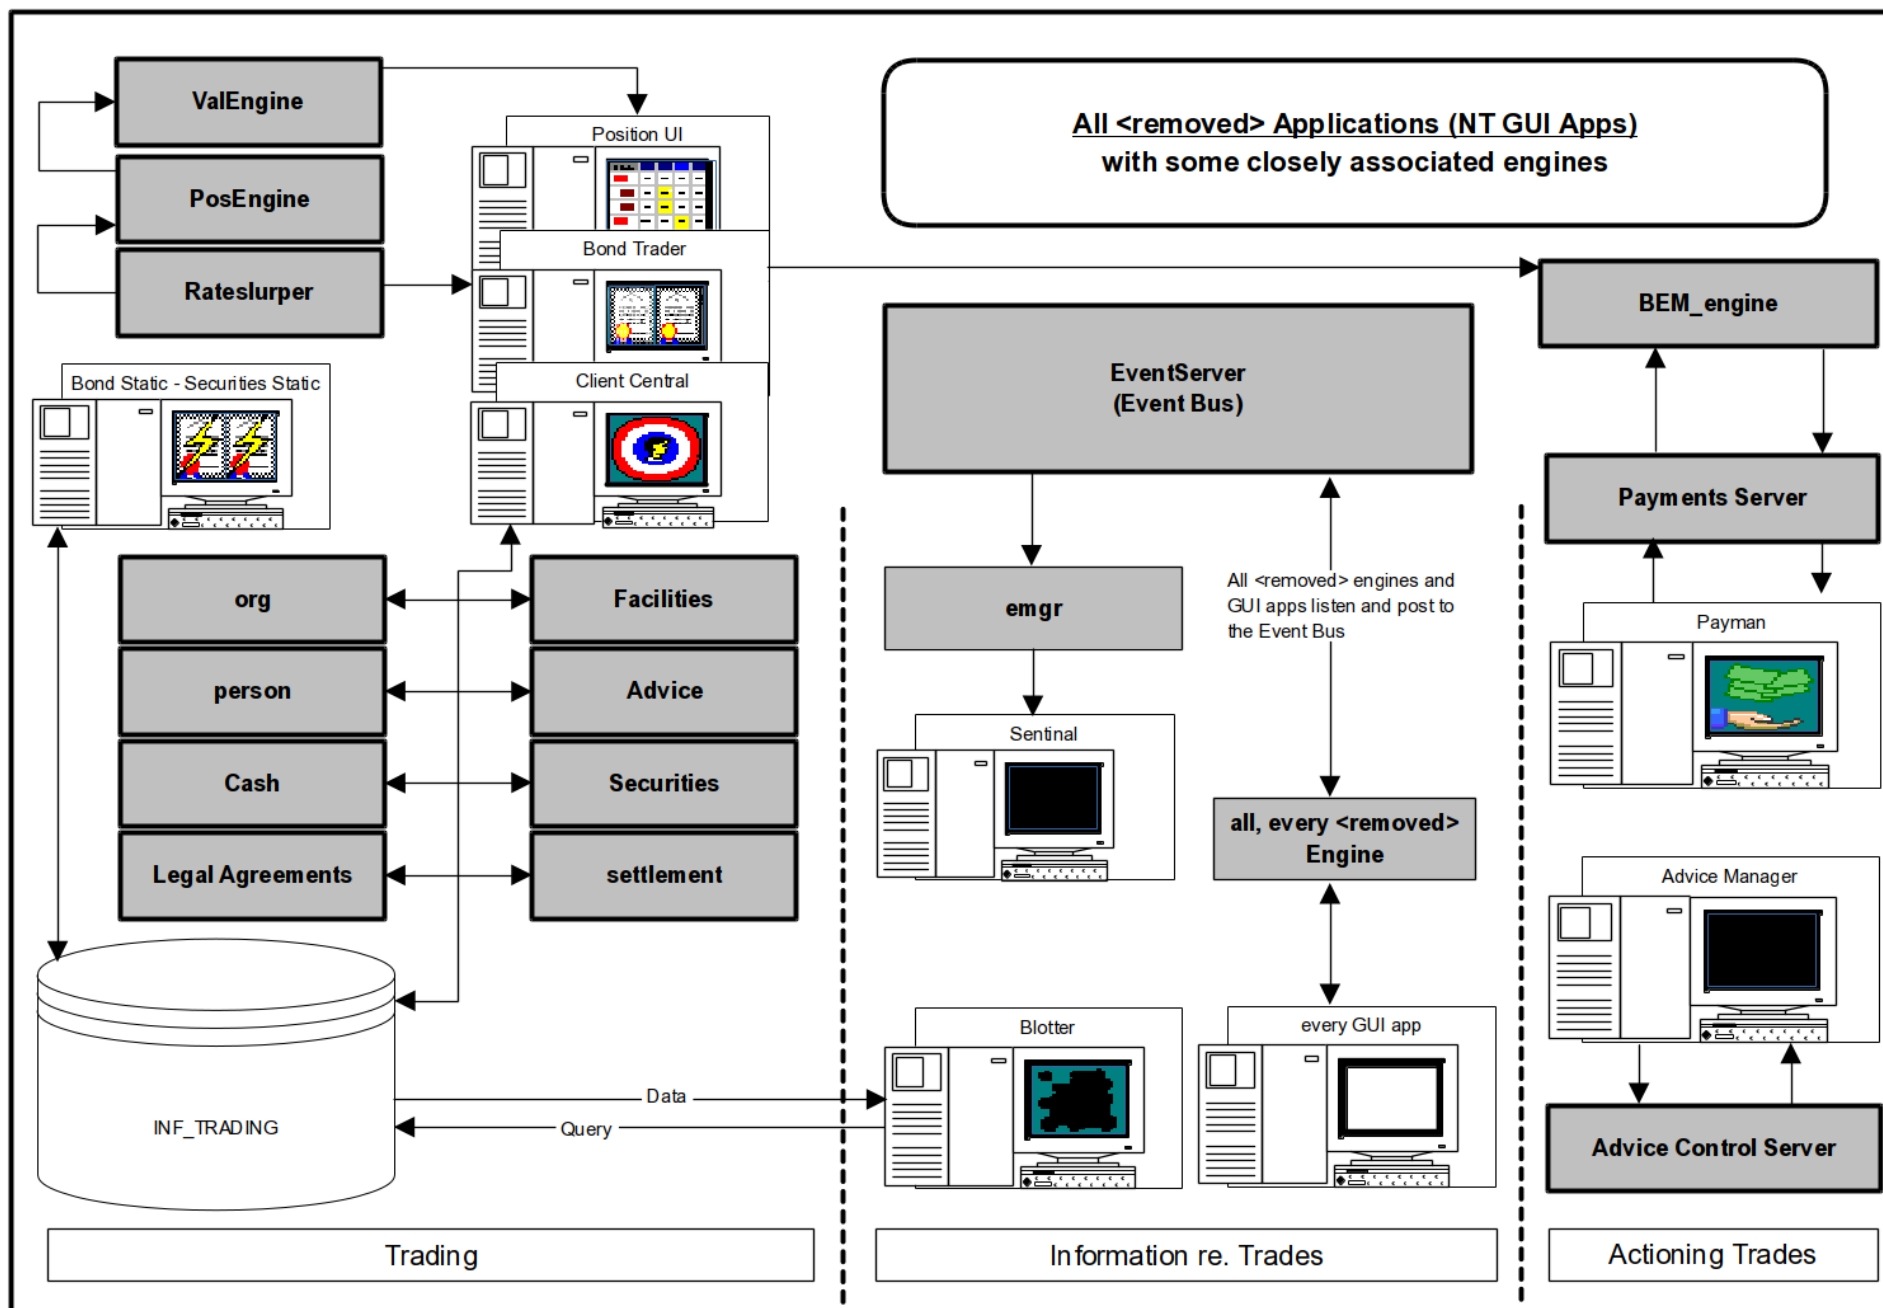 All <removed> Applications (NT GUI Apps)
with some closely associated engines
ValEngine
PosEngine
Rateslurper
Position UI
Bond Trader
Client Central
Bond Static - Securities Static
org
Facilities
person
Advice
Cash
Securities
Legal Agreements
settlement
INF_TRADING
Data
Query
Trading
EventServer
(Event Bus)
emgr
All <removed> engines and
GUI apps listen and post to
the Event Bus
Sentinal
all, every <removed>
Engine
Blotter
every GUI app
Information re. Trades
BEM_engine
Payments Server
Payman
Advice Manager
Advice Control Server
Actioning Trades